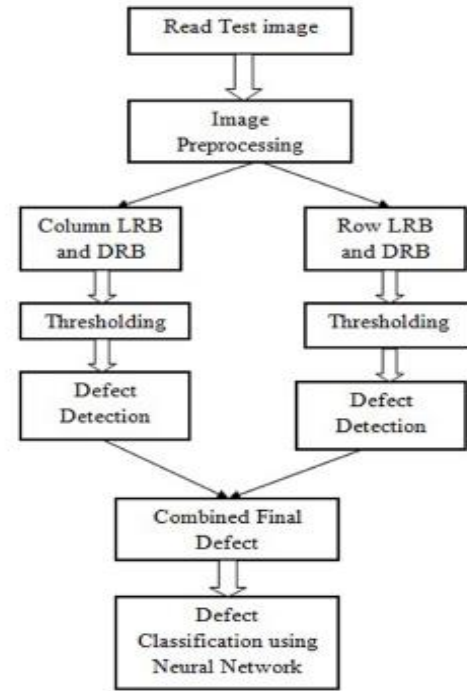 Read Test image
Image
Preprocessing
Column LRB
and DRB
Row LRB
and DRB
Thresholding
Thresholding
Defect
Detection
Defect
Detection
Combined Final
Defect
Defect
Classification using
Neural Network